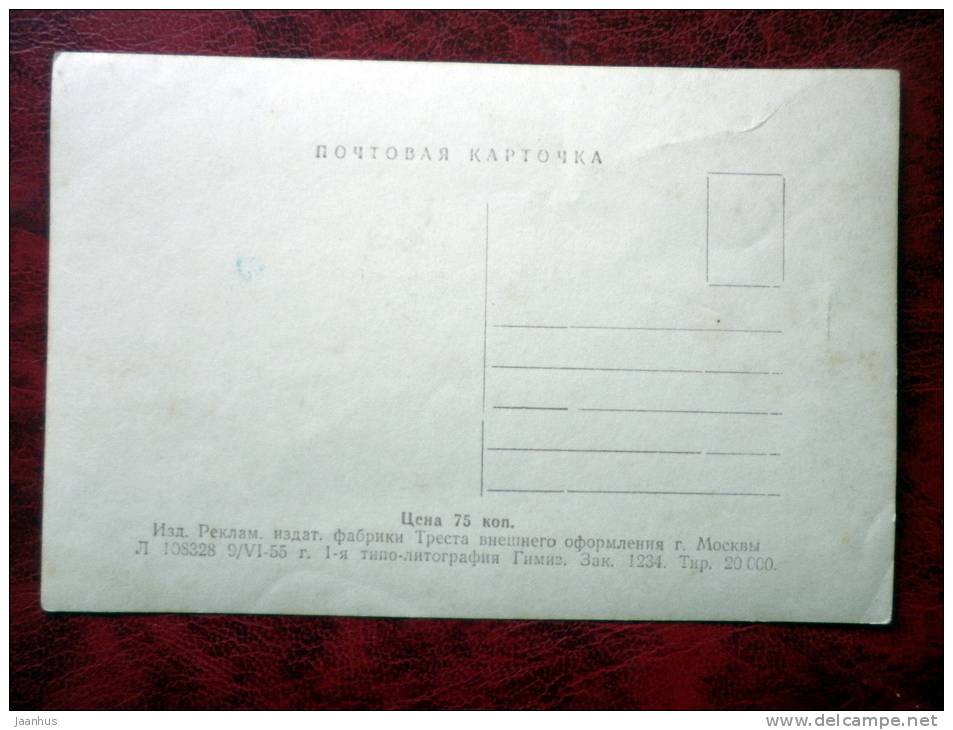 ПОЧТОВАЯ КАРТОЧКА
Цена 75 коп.
Изд. Реклам. издат. фабрики Треста внешнего оформления г. Москвы
Л 108328 9/VI-55 г. 1-я типо-литография Гимиз. Зак. 1234. Тир. 20 000.
jaanhus
www.delcampe.net